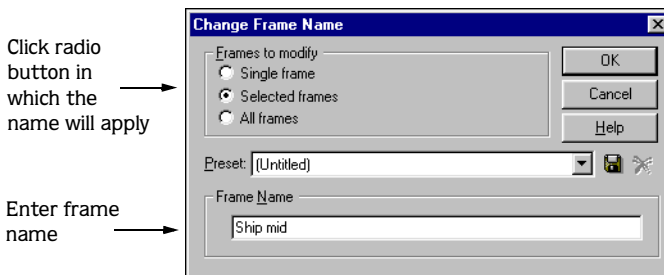 Change Frame Name
Click radio
button in
which the
name will apply
Frames to modify
Single frame
Selected frames
All frames
OK
Cancel
Help
Preset: (Untitled)
Enter frame
name
Frame Name
Ship mid